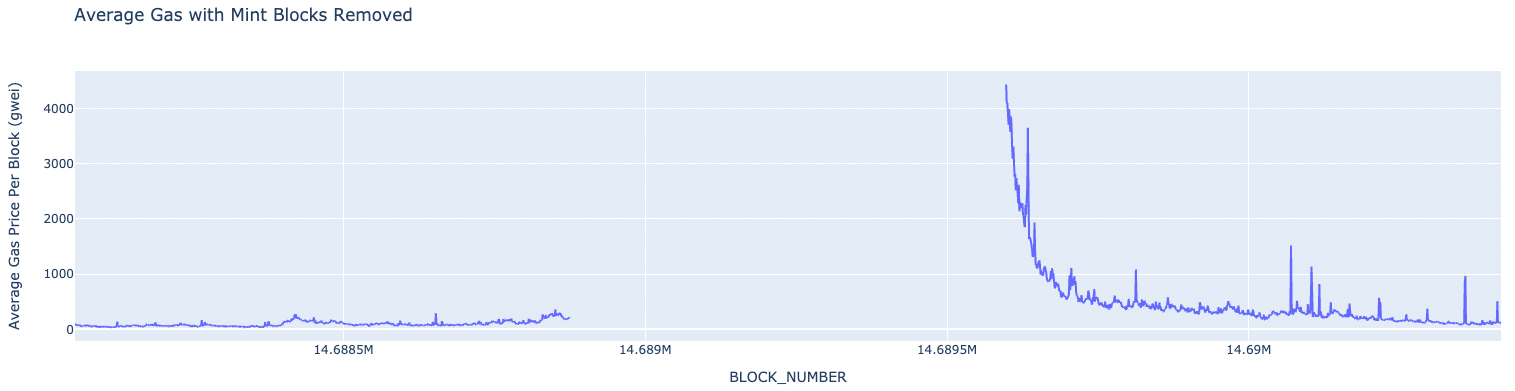 Average Gas with Mint Blocks Removed
Average Gas Price Per Block (gwei)
4000
3000
2000
1000
0
14.6885M
14.689M
14.6895M
14.69M
BLOCK_NUMBER